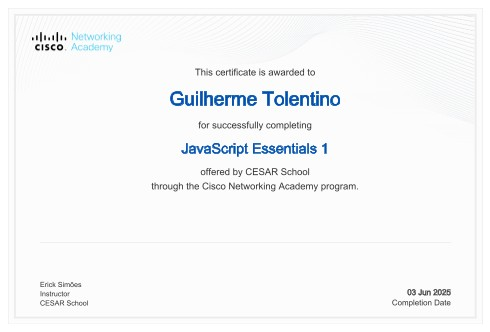 CISCO. Networking Academy
This certificate is awarded to
Guilherme Tolentino
for successfully completing
JavaScript Essentials 1
offered by CESAR School
through the Cisco Networking Academy program.
Erick Simões
Instructor
CESAR School
03 Jun 2025
Completion Date